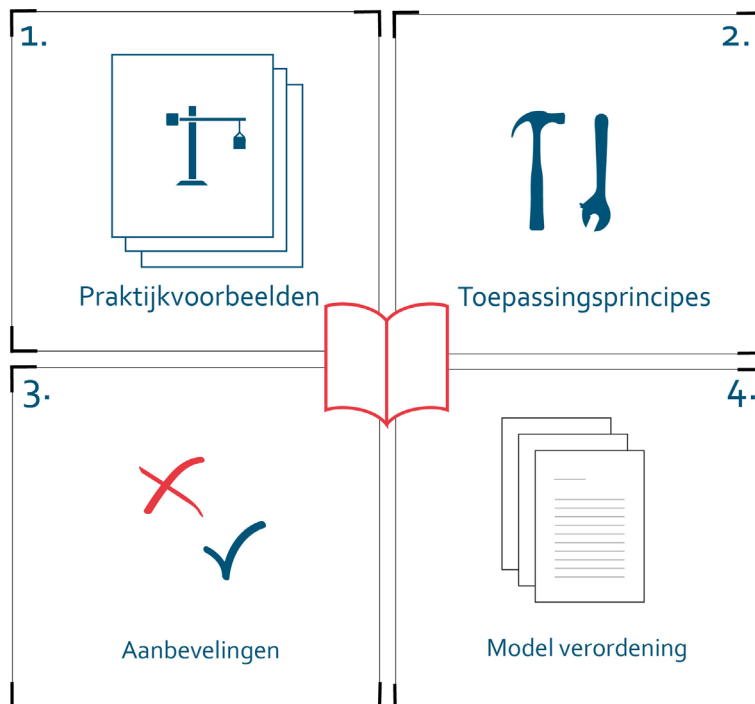 1.
Praktijkvoorbeelden
2.
Toepassingsprincipes
3.
Aanbevelingen
4.
Model verordening